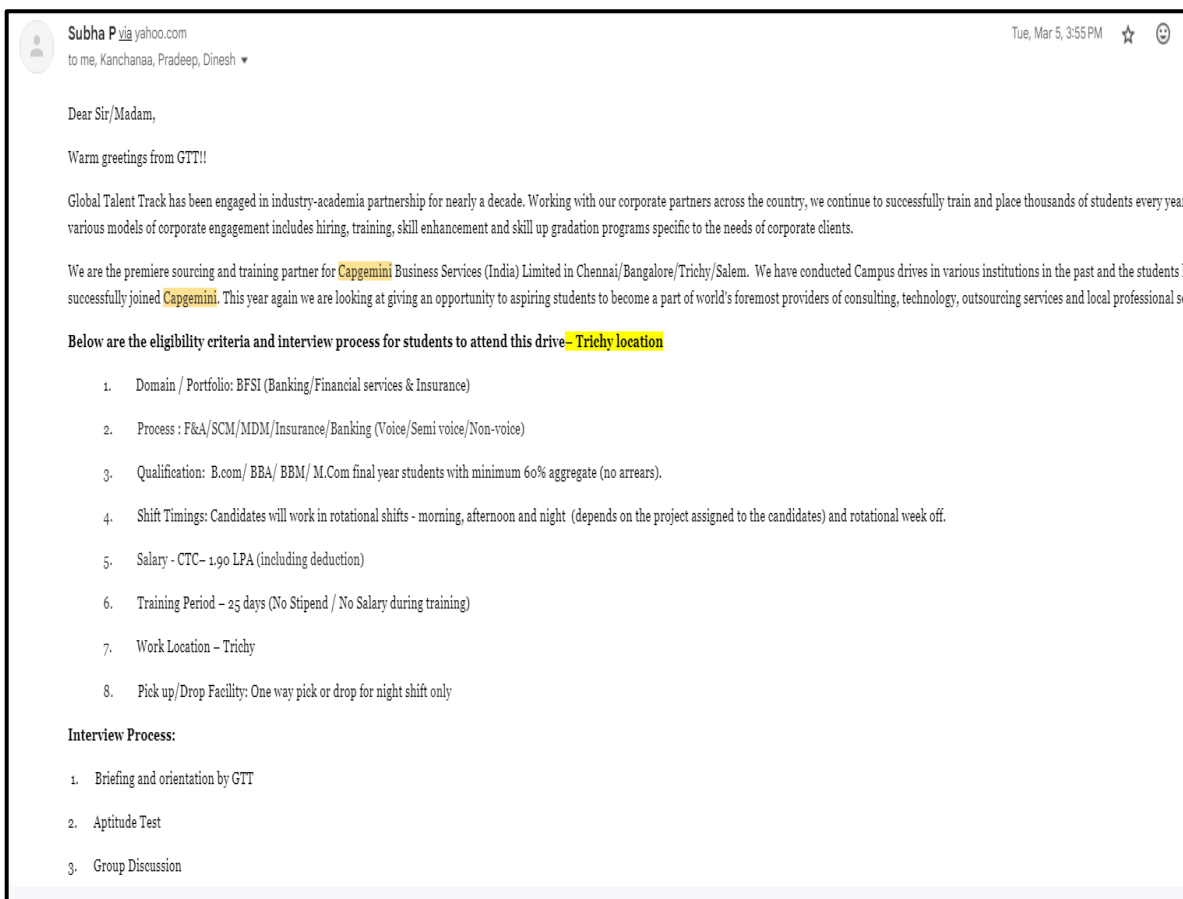 Subha P via yahoo.com
Tue, Mar 5, 3:55 PM
to me, Kanchanaa, Pradeep, Dinesh
Dear Sir/Madam,
Warm greetings from GTT!!
Global Talent Track has been engaged in industry-academia partnership for nearly a decade. Working with our corporate partners across the country, we continue to successfully train and place thousands of students every year
various models of corporate engagement includes hiring, training, skill enhancement and skill up gradation programs specific to the needs of corporate clients.
We are the premiere sourcing and training partner for Capgemini Business Services (India) Limited in Chennai/Bangalore/Trichy/Salem. We have conducted Campus drives in various institutions in the past and the students
successfully joined Capgemini. This year again we are looking at giving an opportunity to aspiring students to become a part of world's foremost providers of consulting, technology, outsourcing services and local professional
Below are the eligibility criteria and interview process for students to attend this drive– Trichy location
1. Domain / Portfolio: BFSI (Banking/Financial services & Insurance)
2. Process : F&A/SCM/MDM/Insurance/Banking (Voice/Semi voice/Non-voice)
3. Qualification: B.com/ BBA/ BBM/ M.Com final year students with minimum 60% aggregate (no arrears).
4. Shift Timings: Candidates will work in rotational shifts - morning, afternoon and night (depends on the project assigned to the candidates) and rotational week off.
5. Salary - CTC– 1.90 LPA (including deduction)
6. Training Period – 25 days (No Stipend / No Salary during training)
7. Work Location – Trichy
8. Pick up/Drop Facility: One way pick or drop for night shift only
Interview Process:
1. Briefing and orientation by GTT
2. Aptitude Test
3. Group Discussion